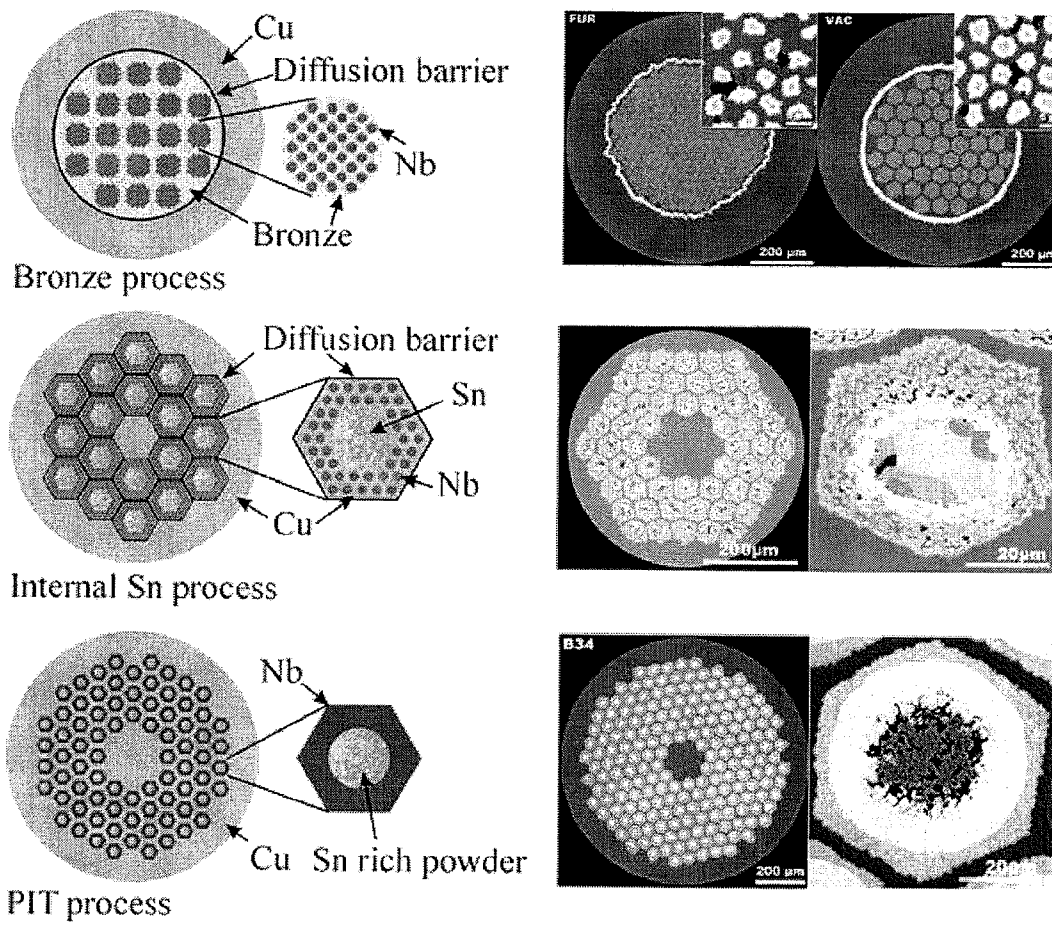 Cu
Diffusion barrier
Nb
Bronze
Bronze process
FUR
VAC
200 µm
200 µm
Diffusion barrier
Sn
Nb
Cu
Internal Sn process
200µm
20µm
Nb
Cu
Sn rich powder
PIT process
B34
200 µm
20µm